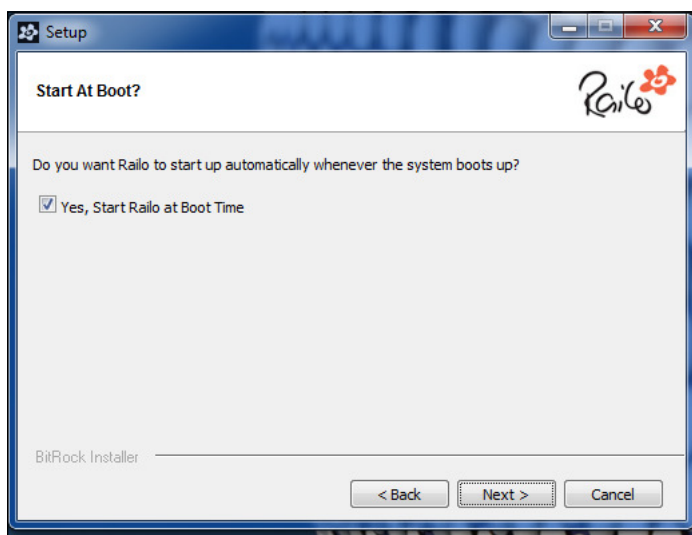 Setup
Start At Boot?
Railo
Do you want Railo to start up automatically whenever the system boots up?
Yes, Start Railo at Boot Time
BitRock Installer
< Back
Next >
Cancel